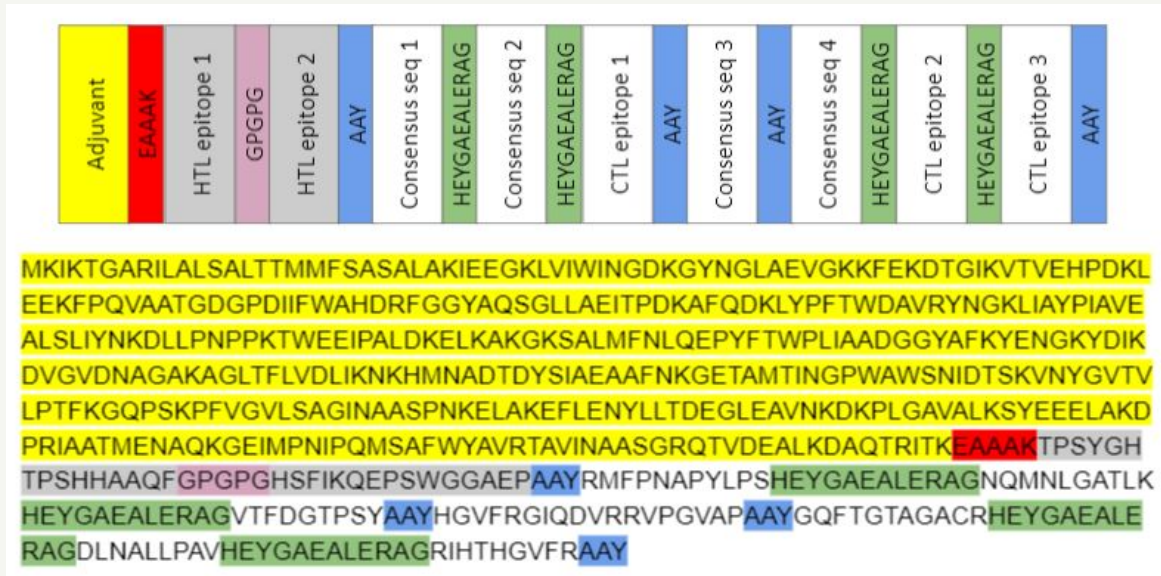 Adjuvant
EAAAK
HTL epitope 1
GPGPG
HTL epitope 2
AAY
Consensus seq 1
HEYGAEALERAG
Consensus seq 2
HEYGAEALERAG
CTL epitope 1
AAY
Consensus seq 3
AAY
Consensus seq 4
HEYGAEALERAG
CTL epitope 2
HEYGAEALERAG
CTL epitope 3
AAY
MKIKTGARILALSALTTMMFSASALAKIEEGKLVIWINGDKGYNGLAEVGKKFEKDTGIKVTVEHPDKL
EEKFPQVAATGDGPDIIFWAHDRFGGYAQSGLLAEITPDKAFQDKLYPFTWDAVRYNGKLIAYPIAVE
ALSLIYNKDLLPNPPKTWEEIPALDKELKAKGKSALMFNLQEPYFTWPLIAADGGYAFKYENGKYDIK
DVGVDNAGAKAGLTFLVDLIKNKHMNADTDYSIAEAAFNKGETAMTINGPWAWSNIDTSKVNYGVTV
LPTFKGQPSKPFVGVLSAGINAASPNKELAKEFLENYLLTDEGLEAVNKDKPLGAVALKSYEEELAKD
PRIAATMENAQKGEIMPNIPQMSAFWYAVRTAVINAASGRQTVDEALKDAQTRITKEAAAKTPSYGH
TPSHHAAQFGPGPGHSFIKQEPSWGGAEPAAYRMFPNAPYLPSHEYGAEALERAGNQMNLGATLK
HEYGAEALERAGVTFDGTPSYAAYHGVFRGIQDVRRVPGVAPAAYGQFTGTAGACRHEYGAEALE
RAGDLNALLPAVHEYGAEALERAGRIHTHGVFRAAY